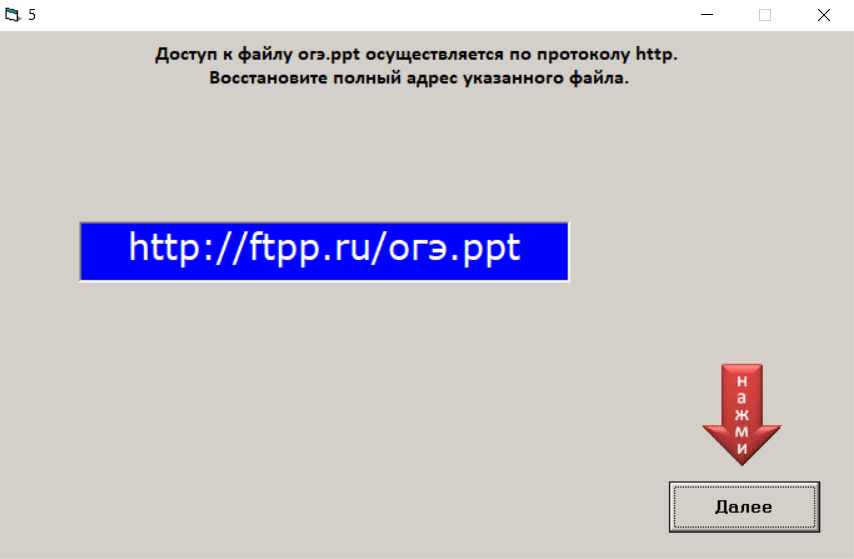 5
Доступ к файлу огэ.ppt осуществляется по протоколу http.
Восстановите полный адрес указанного файла.
http://ftpp.ru/огэ.ppt
нажми
Далее